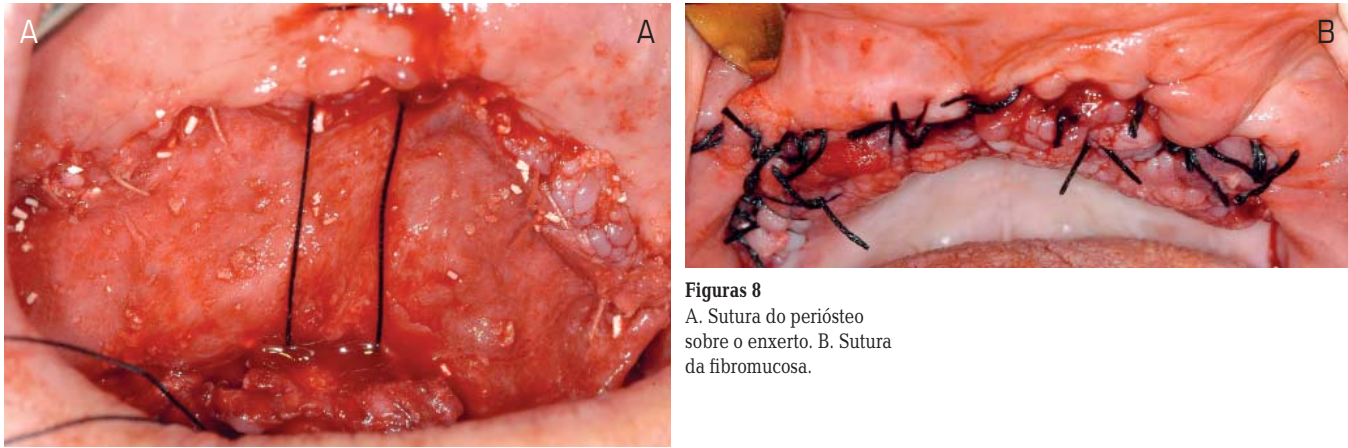 A
A
B
Figuras 8
A. Sutura do periósteo
sobre o enxerto. B. Sutura
da fibromucosa.